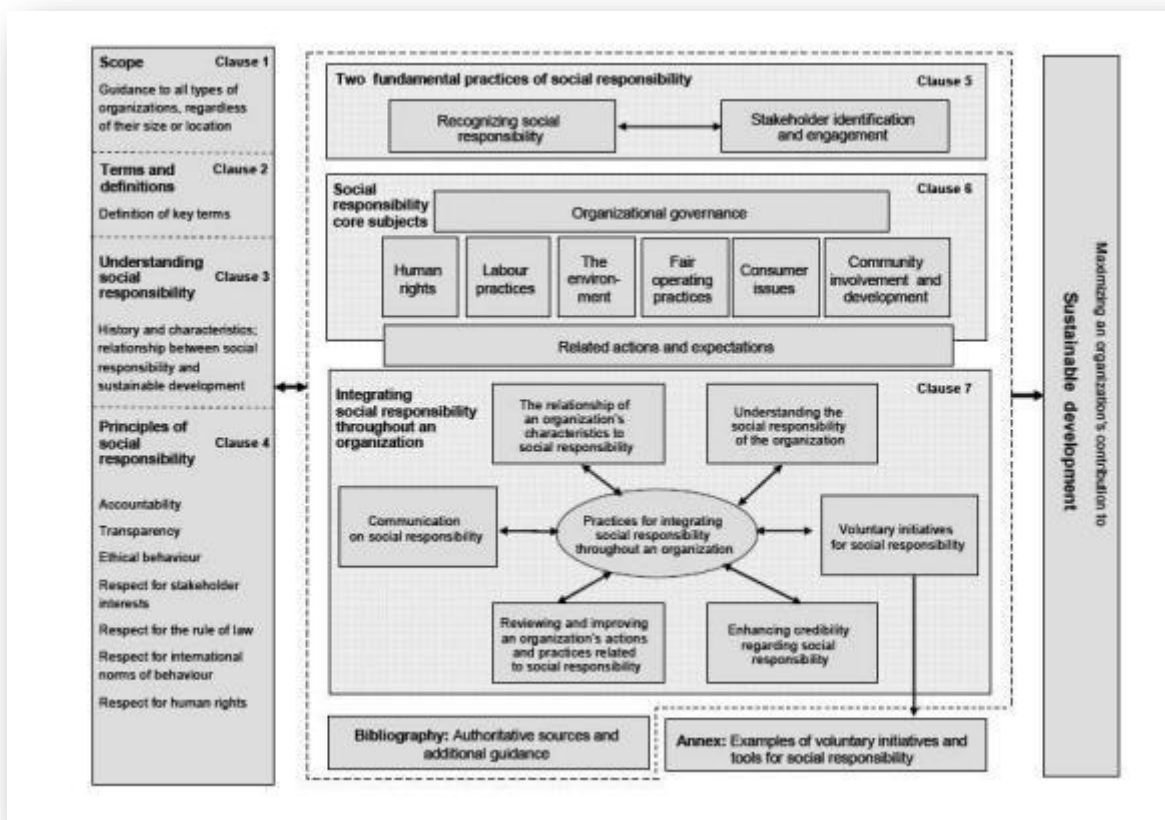 Scope Clause 1
Guidance to all types of
organizations, regardless
of their size or location
Terms and Clause 2
definitions
Definition of key terms
Understanding
social Clause 3
responsibility
History and characteristics;
relationship between social
responsibility and
sustainable development
Principles of
social Clause 4
responsibility
Accountability
Transparency
Ethical behaviour
Respect for stakeholder
interests
Respect for the rule of law
Respect for international
norms of behaviour
Respect for human rights
Two fundamental practices of social responsibility Clause 5
Recognizing social
responsibility
Stakeholder identification
and engagement
Social
responsibility
core subjects
Clause 6
Organizational governance
Human
rights
Labour
practices
The
environ-
ment
Fair
operating
practices
Consumer
issues
Community
involvement and
development
Related actions and expectations
Integrating
social responsibility
throughout an
organization
Clause 7
The relationship of
an organization's
characteristics to
social responsibility
Understanding the
social responsibility
of the organization
Communication
on social responsibility
Practices for integrating
social responsibility
throughout an organization
Voluntary initiatives
for social responsibility
Reviewing and improving
an organization's actions
and practices related
to social responsibility
Enhancing credibility
regarding social
responsibility
Bibliography: Authoritative sources and
additional guidance
Annex: Examples of voluntary initiatives and
tools for social responsibility
Maximizing an organization's contribution to
Sustainable development